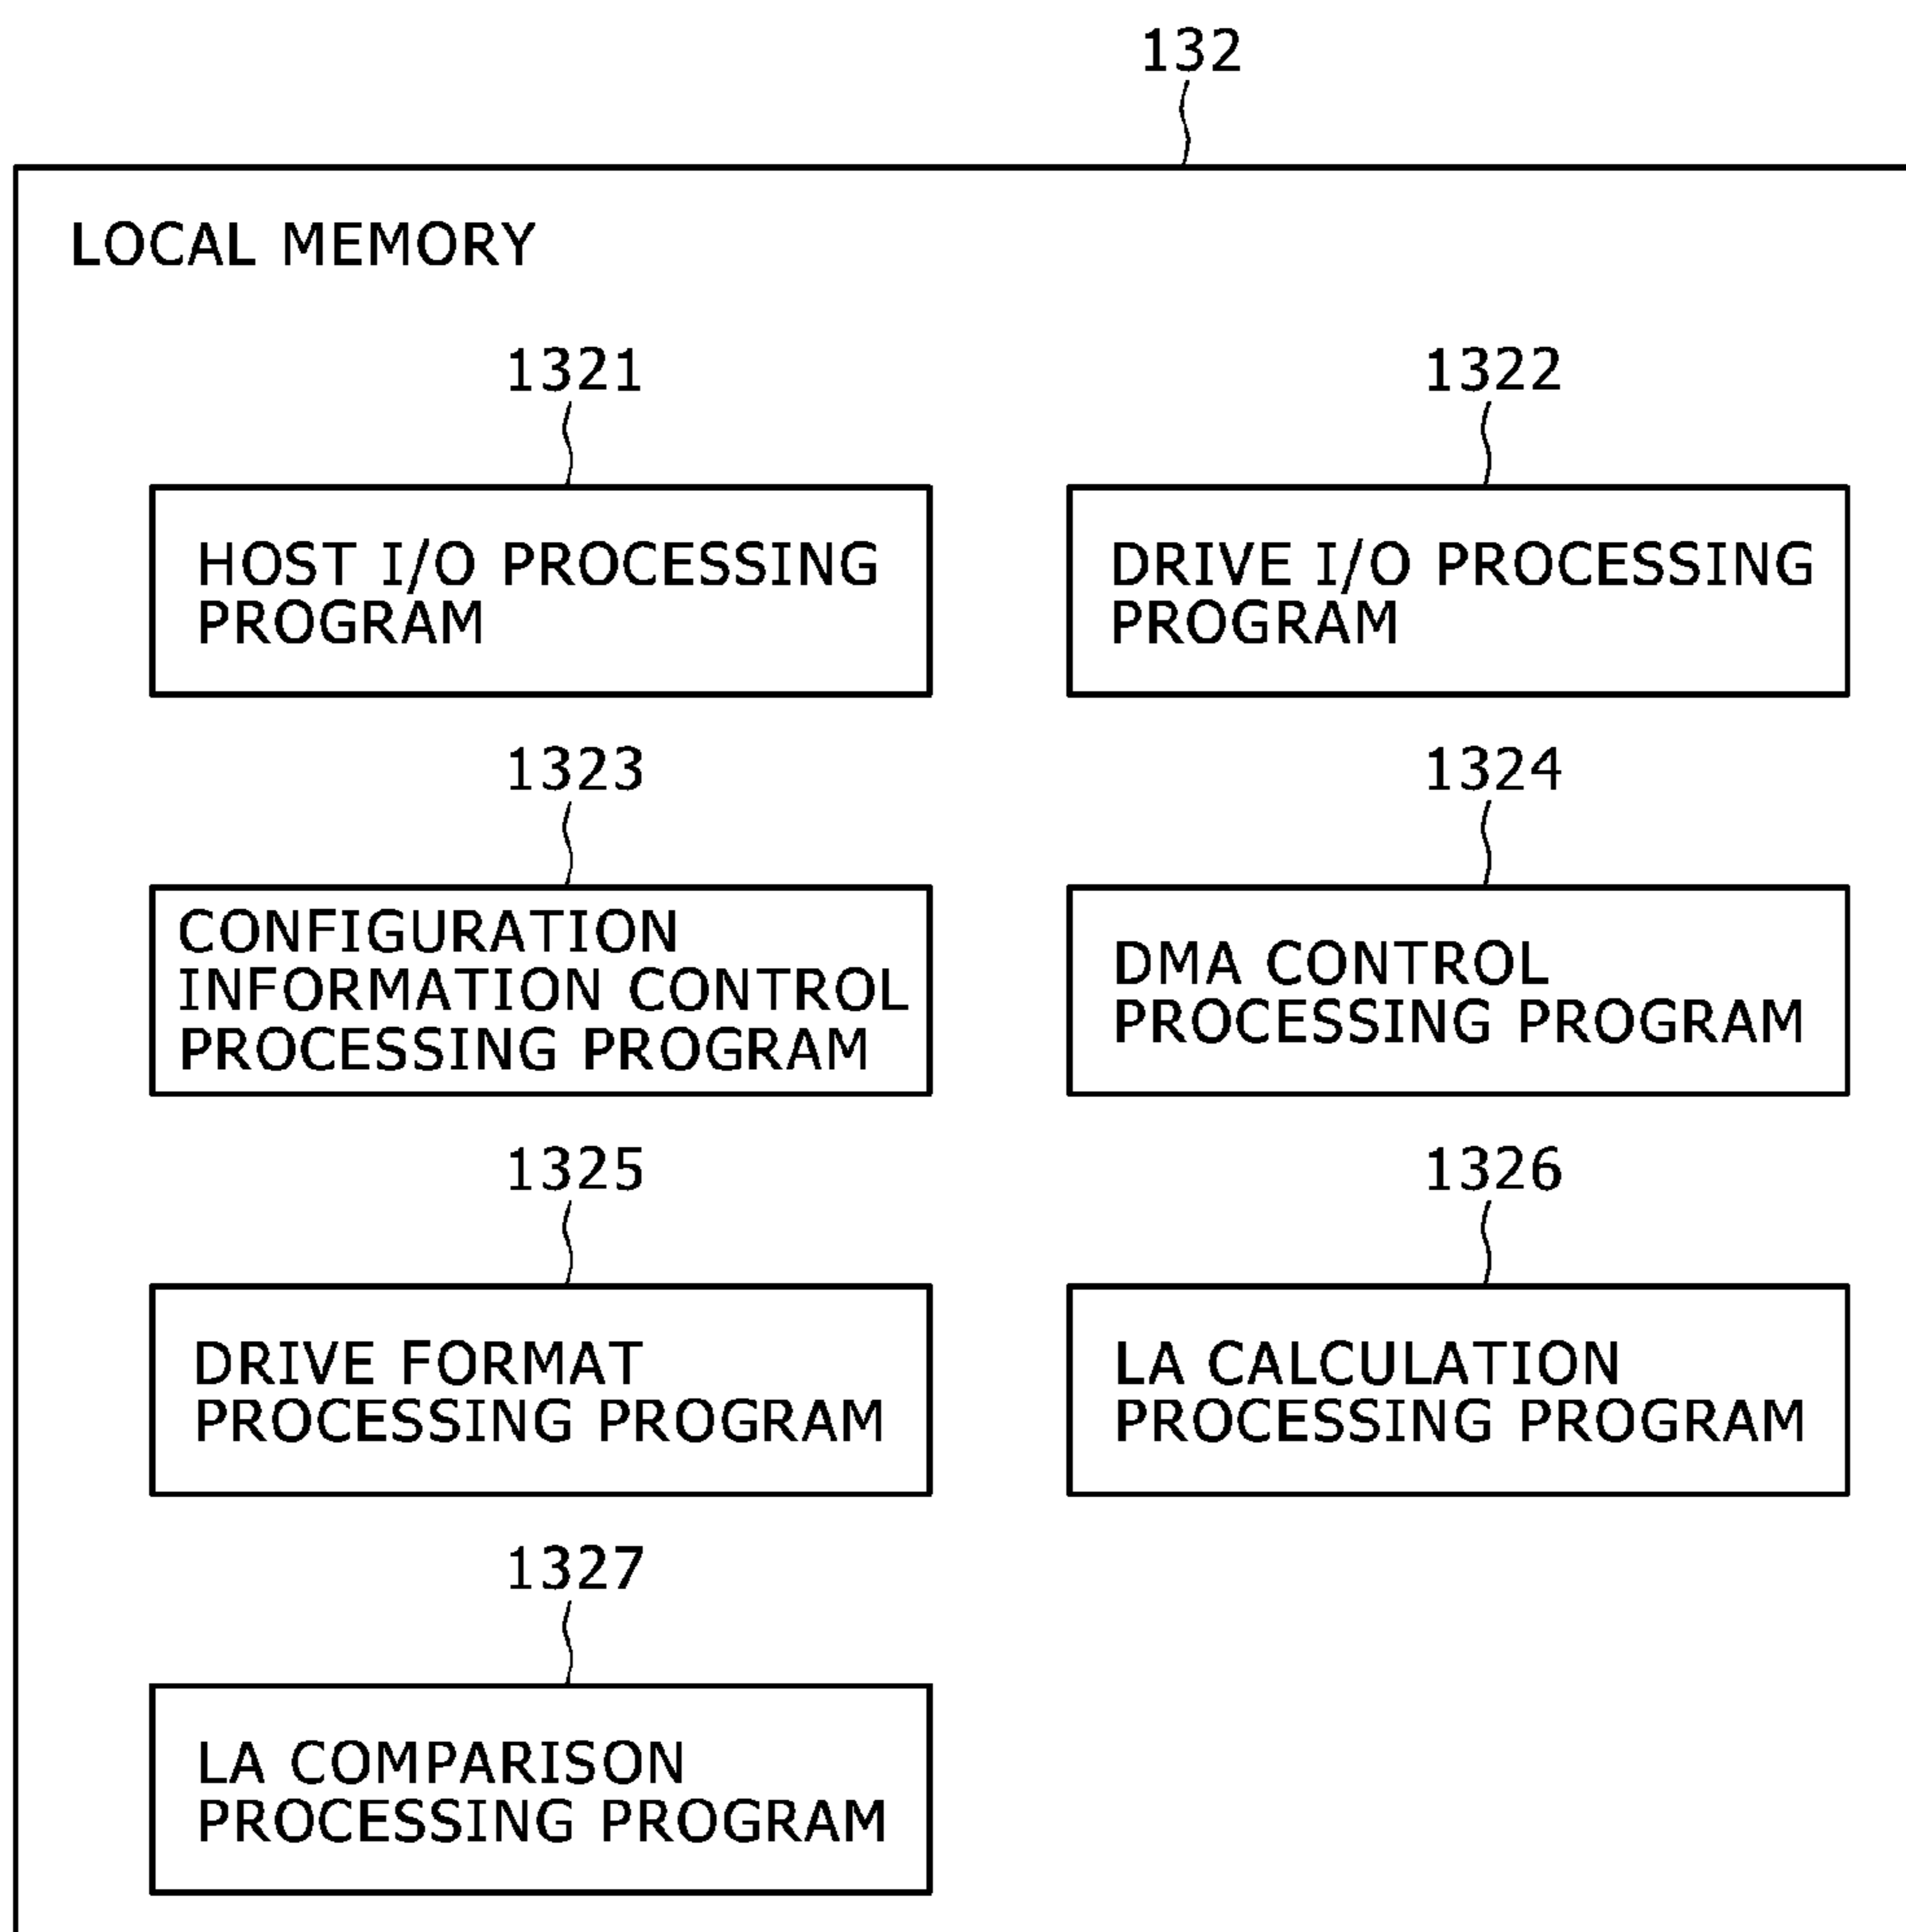 132
LOCAL MEMORY
1321
HOST I/O PROCESSING
PROGRAM
1322
DRIVE I/O PROCESSING
PROGRAM
1323
CONFIGURATION
INFORMATION CONTROL
PROCESSING PROGRAM
1324
DMA CONTROL
PROCESSING PROGRAM
1325
DRIVE FORMAT
PROCESSING PROGRAM
1326
LA CALCULATION
PROCESSING PROGRAM
1327
LA COMPARISON
PROCESSING PROGRAM